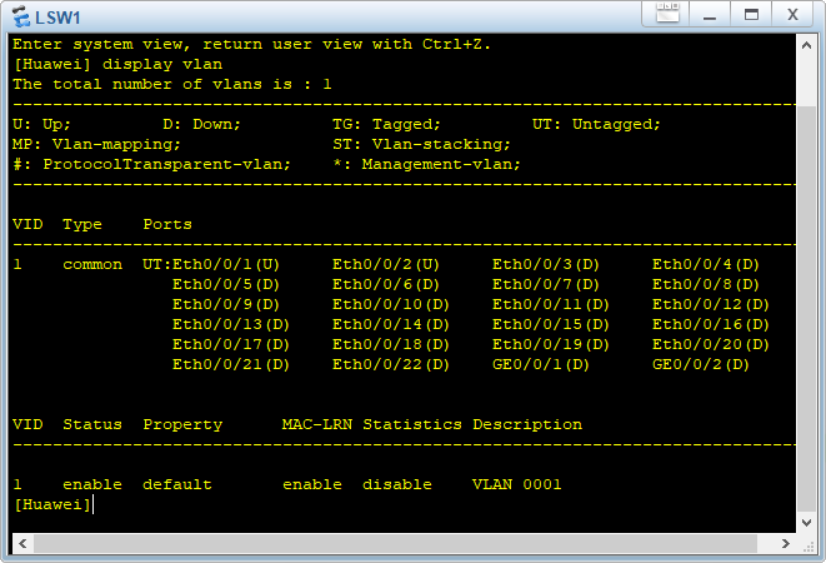 LSW1
Enter system view, return user view with Ctrl+Z.
[Huawei] display vlan
The total number of vlans is : 1
--------------------------------------------------------------------------------
U: Up;         D: Down;         TG: Tagged;         UT: Untagged;
MP: Vlan-mapping;               ST: Vlan-stacking;
#: ProtocolTransparent-vlan;    *: Management-vlan;
--------------------------------------------------------------------------------
VID  Type    Ports
--------------------------------------------------------------------------------
1    common  UT:Eth0/0/1(U)     Eth0/0/2(U)     Eth0/0/3(D)     Eth0/0/4(D)
Eth0/0/5(D)     Eth0/0/6(D)     Eth0/0/7(D)     Eth0/0/8(D)
Eth0/0/9(D)     Eth0/0/10(D)    Eth0/0/11(D)    Eth0/0/12(D)
Eth0/0/13(D)    Eth0/0/14(D)    Eth0/0/15(D)    Eth0/0/16(D)
Eth0/0/17(D)    Eth0/0/18(D)    Eth0/0/19(D)    Eth0/0/20(D)
Eth0/0/21(D)    Eth0/0/22(D)    GE0/0/1(D)      GE0/0/2(D)
VID  Status  Property      MAC-LRN Statistics Description
--------------------------------------------------------------------------------
1    enable  default       enable  disable    VLAN 0001
[Huawei]